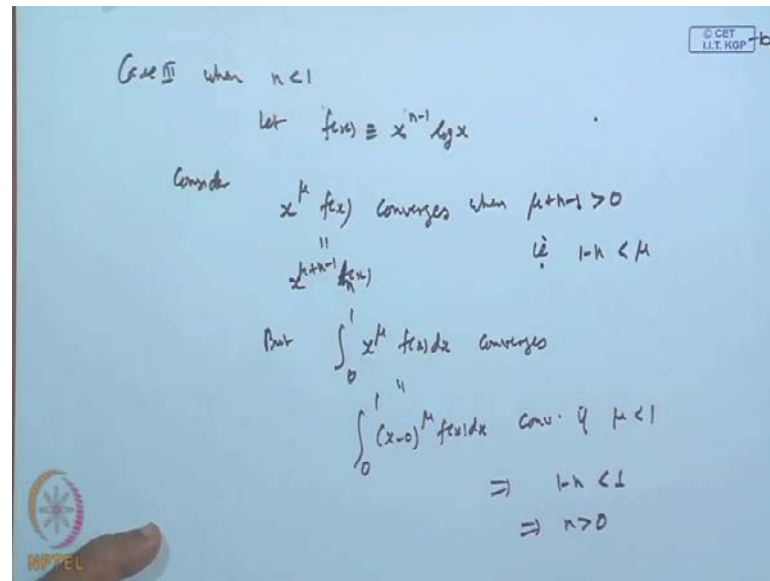 © CET
I.I.T. KGP
Case III when n < 1
Let f(x) ≡ x^{n-1} log x
Consider x^μ f(x) converges when μ+n-1 > 0
||
x^{μ+n-1} ie 1-n < μ
But ∫_0^1 x^μ f(x) dx converges
||
∫_0^1 (x-0)^μ f(x) dx conv. if μ < 1
⇒ 1-n < 1
⇒ n > 0
NPTEL